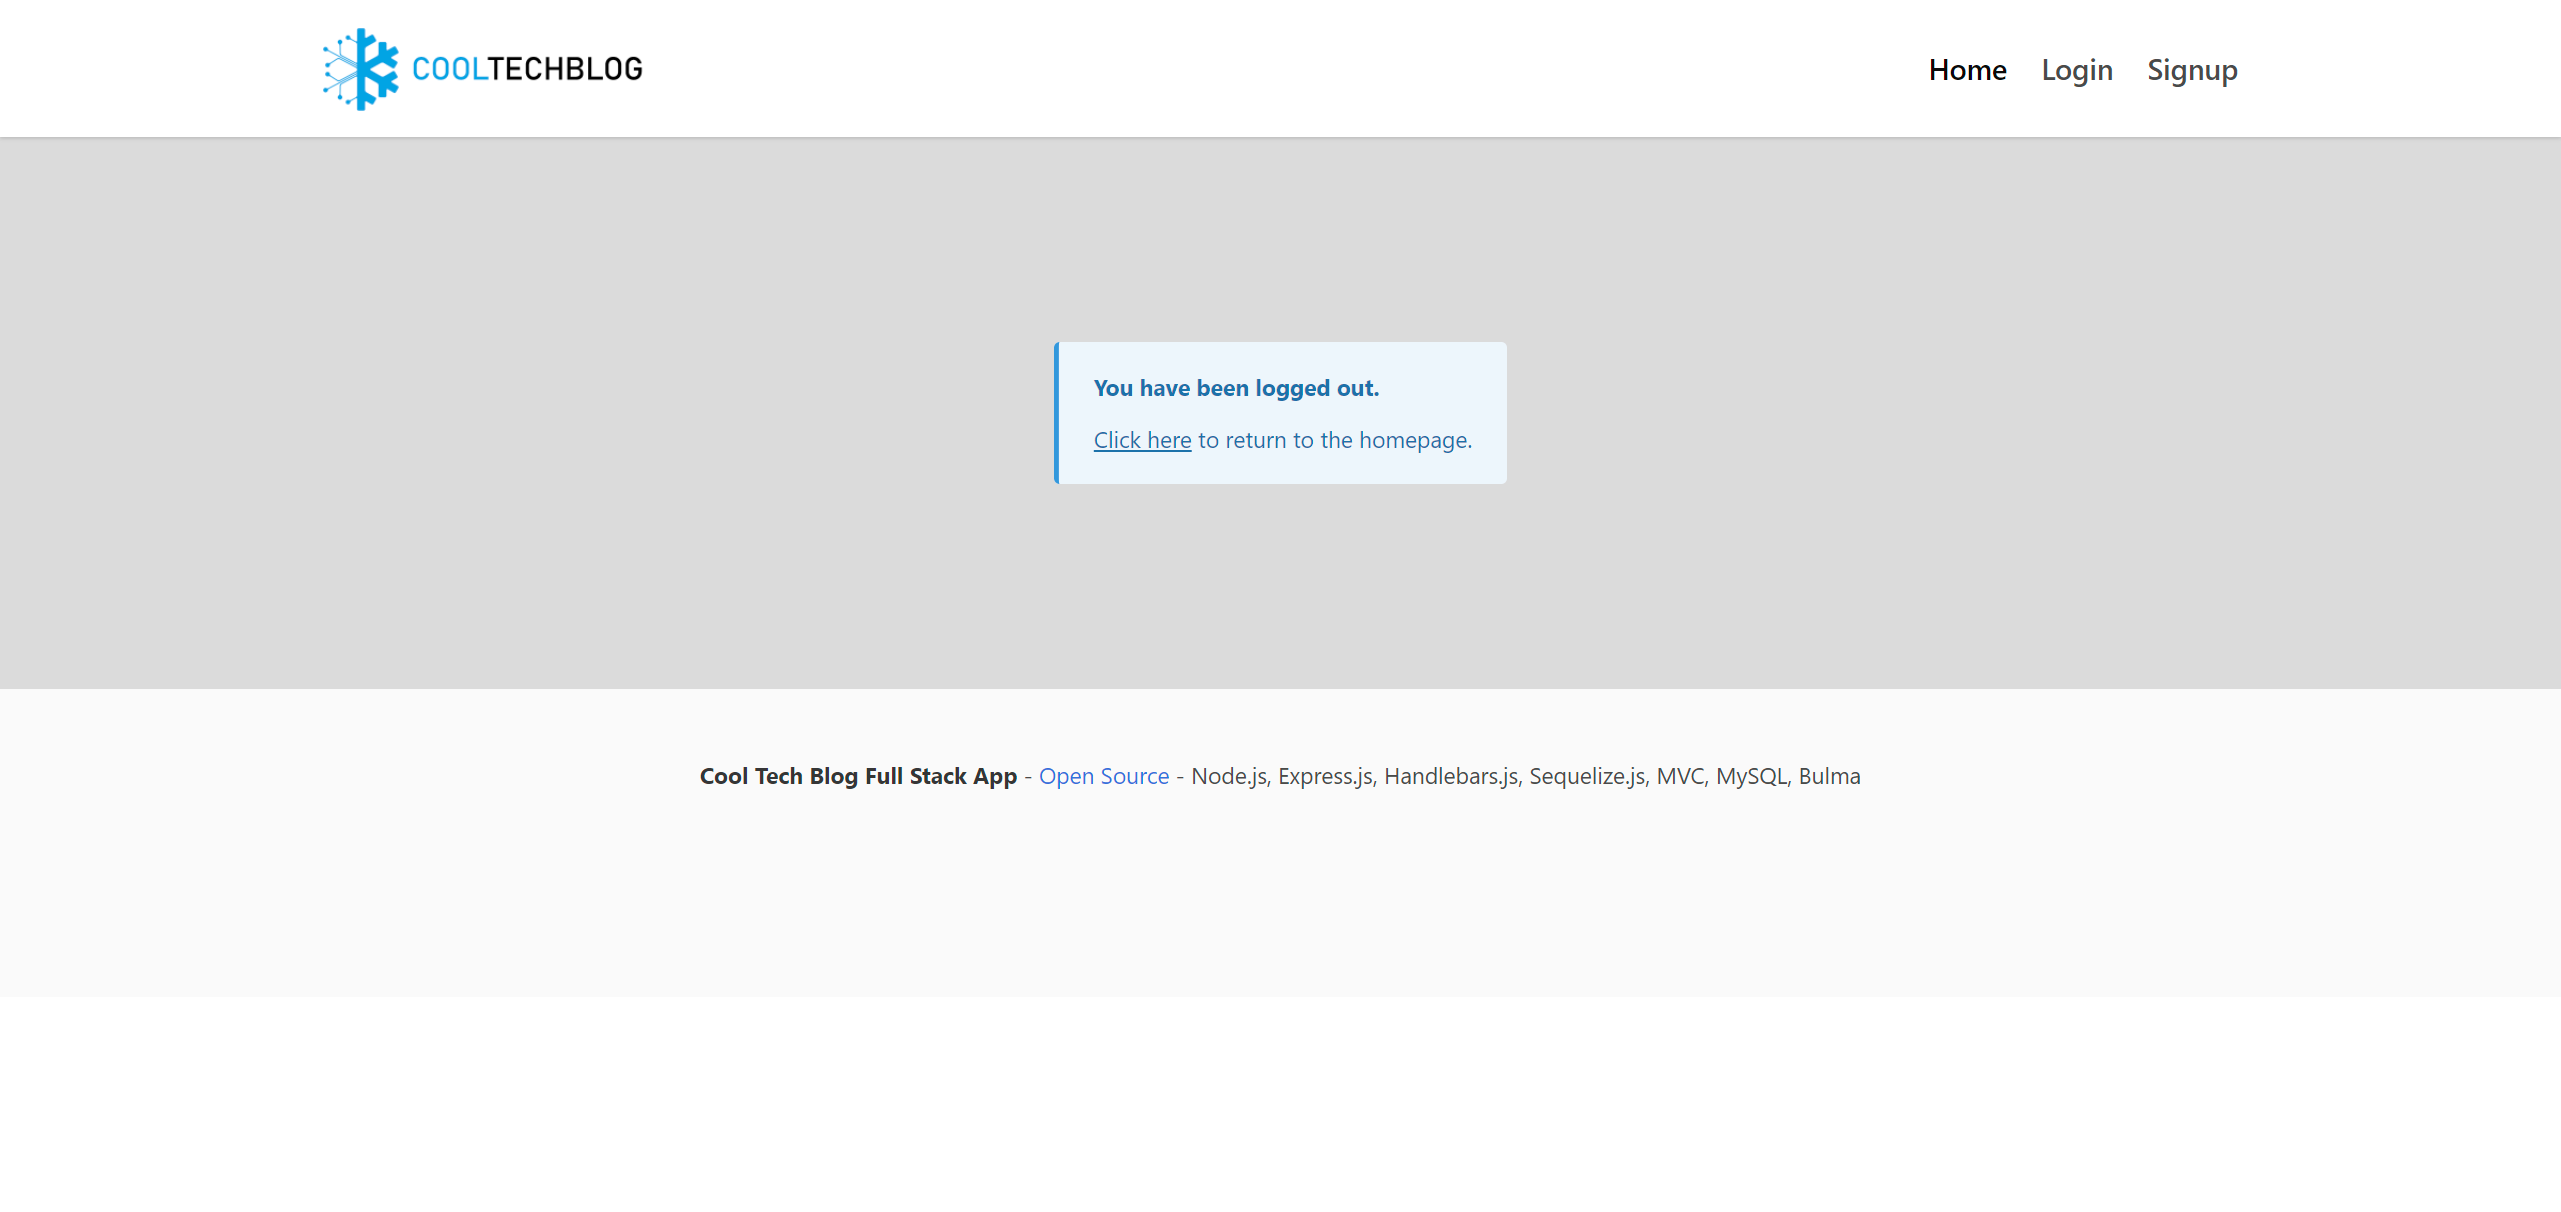 COOLTECHBLOG
Home Login Signup
You have been logged out.
Click here to return to the homepage.
Cool Tech Blog Full Stack App - Open Source - Node.js, Express.js, Handlebars.js, Sequelize.js, MVC, MySQL, Bulma